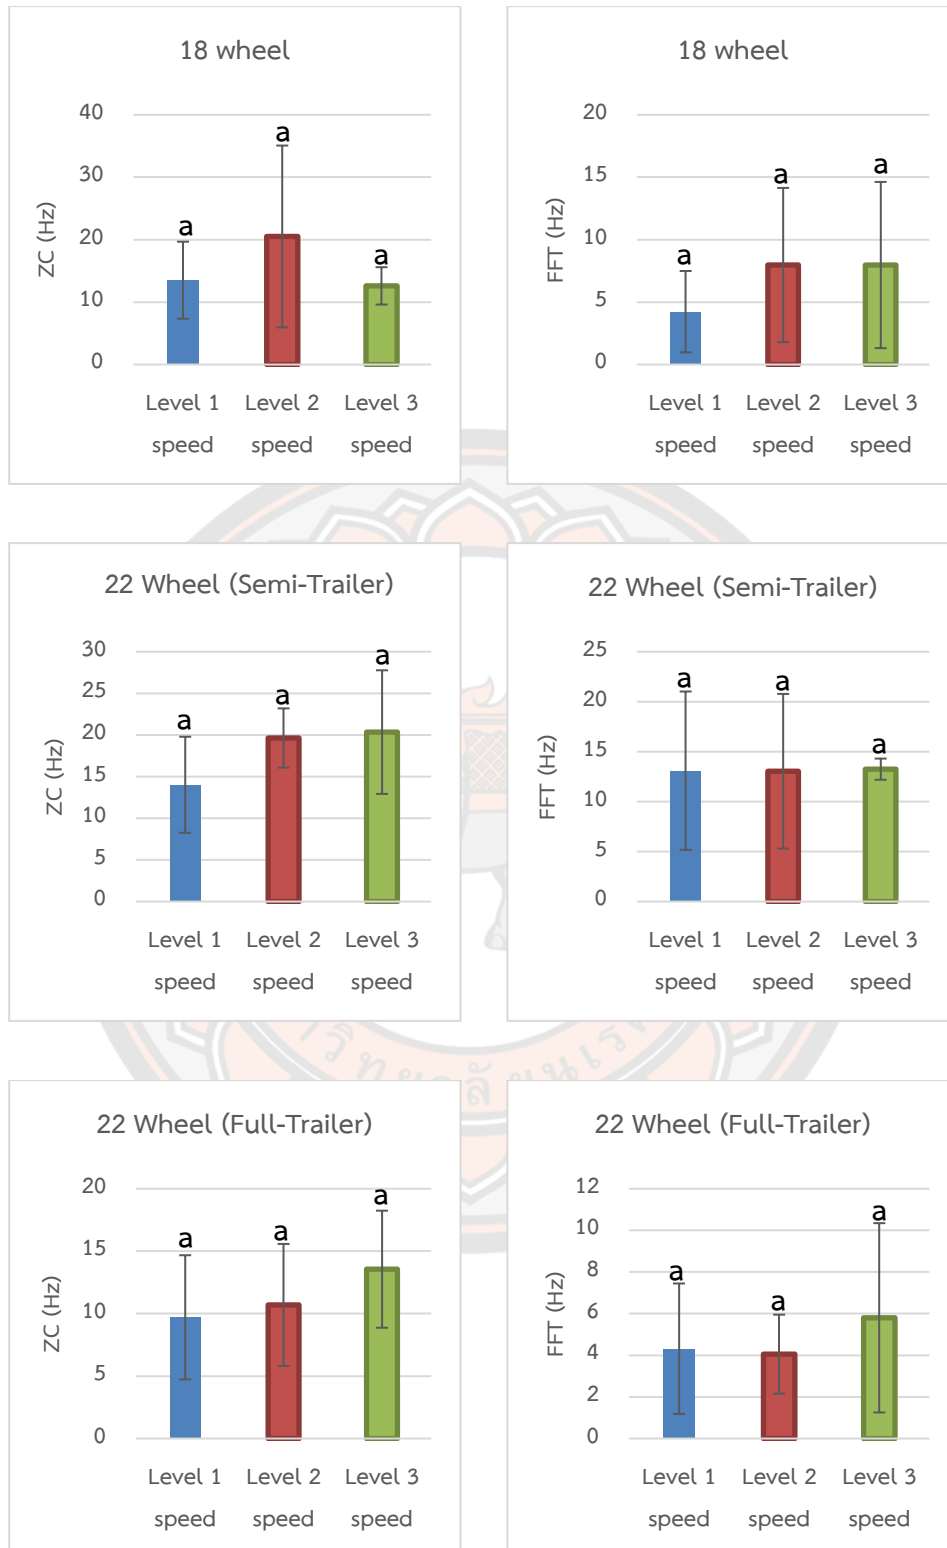 18 wheel
ZC (Hz)
40
30
20
10
0
a
a
a
Level 1 speed
Level 2 speed
Level 3 speed
18 wheel
FFT (Hz)
20
15
10
5
0
a
a
a
Level 1 speed
Level 2 speed
Level 3 speed
22 Wheel (Semi-Trailer)
ZC (Hz)
30
25
20
15
10
5
0
a
a
a
Level 1 speed
Level 2 speed
Level 3 speed
22 Wheel (Semi-Trailer)
FFT (Hz)
25
20
15
10
5
0
a
a
a
Level 1 speed
Level 2 speed
Level 3 speed
22 Wheel (Full-Trailer)
ZC (Hz)
20
15
10
5
0
a
a
a
Level 1 speed
Level 2 speed
Level 3 speed
22 Wheel (Full-Trailer)
FFT (Hz)
12
10
8
6
4
2
0
a
a
a
Level 1 speed
Level 2 speed
Level 3 speed